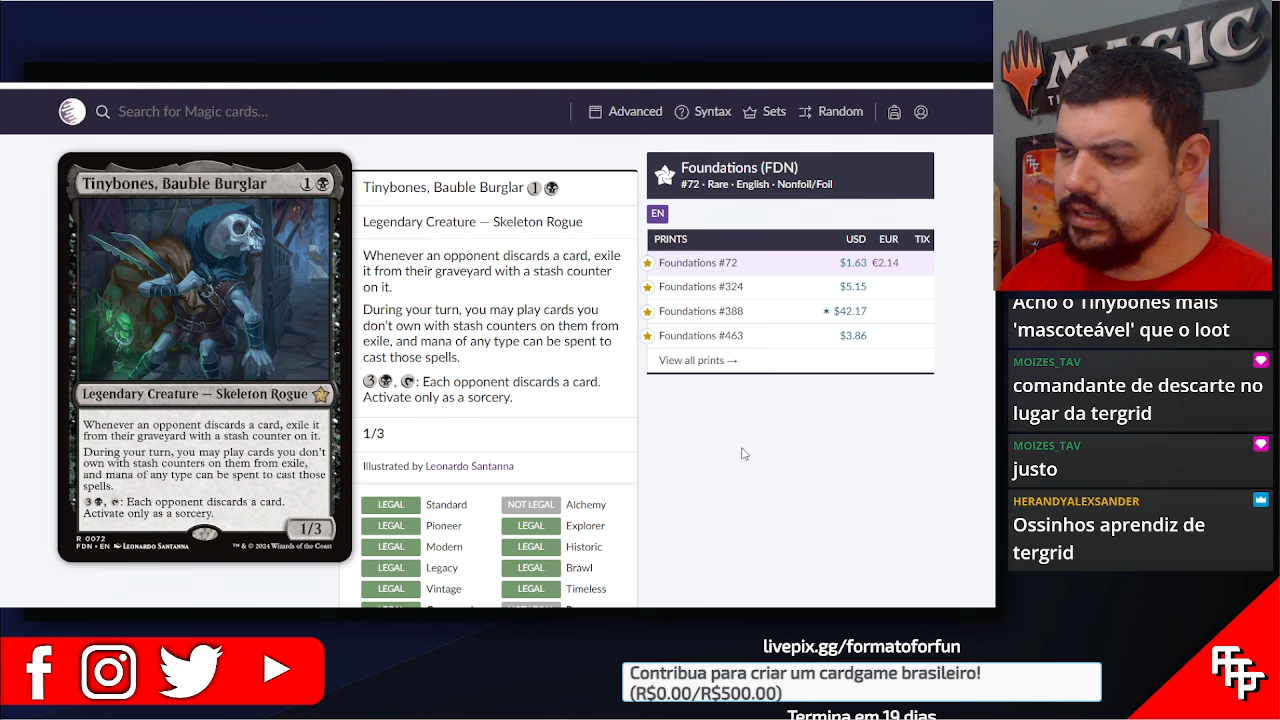 MAGIC
Search for Magic cards...
Advanced
Syntax
Sets
Random
Tinybones, Bauble Burglar 1
Legendary Creature — Skeleton Rogue
Whenever an opponent discards a card, exile it
from their graveyard with a stash counter on it.
During your turn, you may play cards you don't
own with stash counters on them from exile,
and mana of any type can be spent to cast those
spells.
3, : Each opponent discards a card.
Activate only as a sorcery.
1/3
R 0072
FDN • EN LEONARDO SANTANNA
™ & © 2024 Wizards of the Coast
Tinybones, Bauble Burglar 1
Legendary Creature — Skeleton Rogue
Whenever an opponent discards a card, exile
it from their graveyard with a stash counter
on it.
During your turn, you may play cards you
don't own with stash counters on them from
exile, and mana of any type can be spent to
cast those spells.
3, : Each opponent discards a card.
Activate only as a sorcery.
1/3
Illustrated by Leonardo Santanna
LEGAL Standard NOT LEGAL Alchemy
LEGAL Pioneer LEGAL Explorer
LEGAL Modern LEGAL Historic
LEGAL Legacy LEGAL Brawl
LEGAL Vintage LEGAL Timeless
Foundations (FDN)
#72 · Rare · English · Nonfoil/Foil
EN
PRINTS USD EUR TIX
Foundations #72 $1.63 €2.14
Foundations #324 $5.15
Foundations #388 ✶ $42.17
Foundations #463 $3.86
View all prints →
Acho o Tinybones mais
'mascoteável' que o loot
MOIZES_TAV
comandante de descarte no
lugar da tergrid
MOIZES_TAV
justo
HERANDYALEXSANDER
Ossinhos aprendiz de
tergrid
livepix.gg/formatoforfun
Contribua para criar um cardgame brasileiro!
(R$0.00/R$500.00)
Termina em 19 dias
FFF